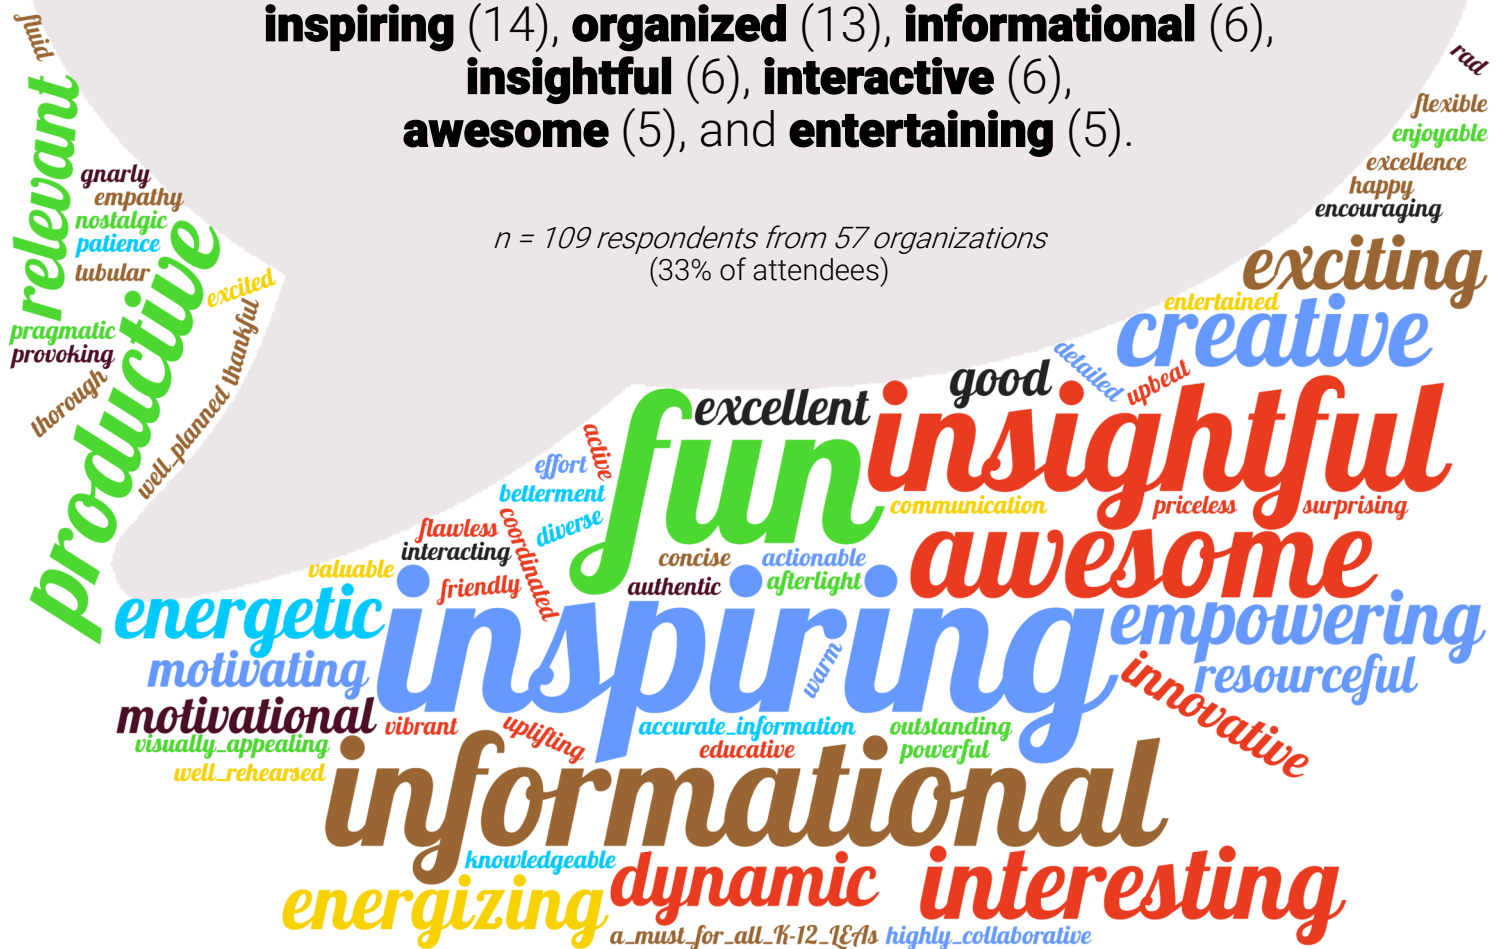 inspiring (14), organized (13), informational (6),
insightful (6), interactive (6),
awesome (5), and entertaining (5).
n = 109 respondents from 57 organizations
(33% of attendees)
fluid
relevant
gnarly
empathy
nostalgic
patience
tubular
productive
excited
pragmatic
provoking
thorough
thankful
well_planned
rad
flexible
enjoyable
excellence
happy
encouraging
exciting
entertained
creative
detailed
upbeat
good
excellent
fun
insightful
active
effort
betterment
diverse
communication
priceless
surprising
flawless
coordinated
interacting
concise
actionable
awesome
valuable
friendly
authentic
afterlight
energetic
inspiring
warm
empowering
motivating
resourceful
innovative
motivational
vibrant
uplifting
accurate_information
outstanding
visually_appealing
educative
powerful
well_rehearsed
informational
knowledgeable
dynamic
interesting
energizing
a_must_for_all_K-12_LEAs
highly_collaborative